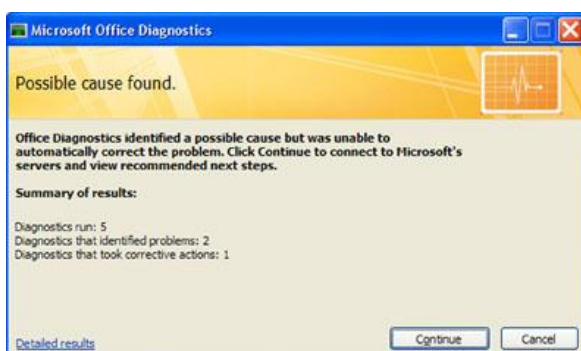 Microsoft Office Diagnostics
Possible cause found.
Office Diagnostics identified a possible cause but was unable to
automatically correct the problem. Click Continue to connect to Microsoft's
servers and view recommended next steps.
Summary of results:
Diagnostics run: 5
Diagnostics that identified problems: 2
Diagnostics that took corrective actions: 1
Detailed results
Continue
Cancel